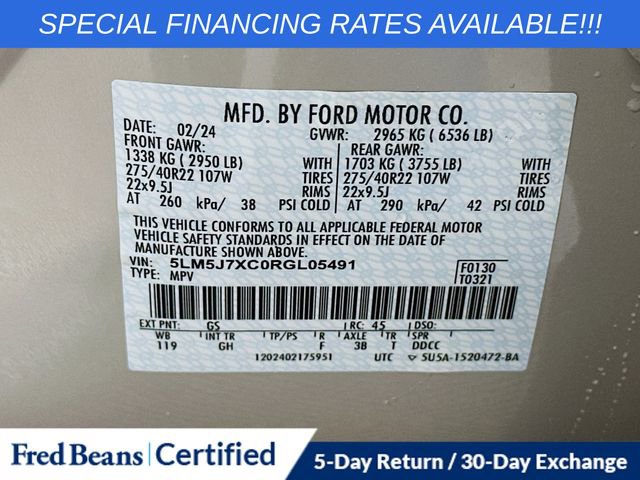 SPECIAL FINANCING RATES AVAILABLE!!!
MFD. BY FORD MOTOR CO.
DATE: 02/24 GVWR: 2965 KG ( 6536 LB)
FRONT GAWR: REAR GAWR:
1338 KG ( 2950 LB) WITH 1703 KG ( 3755 LB) WITH
275/40R22 107W TIRES 275/40R22 107W TIRES
22x9.5J RIMS 22x9.5J RIMS
AT 260 kPa/ 38 PSI COLD AT 290 kPa/ 42 PSI COLD
THIS VEHICLE CONFORMS TO ALL APPLICABLE FEDERAL MOTOR
VEHICLE SAFETY STANDARDS IN EFFECT ON THE DATE OF
MANUFACTURE SHOWN ABOVE.
VIN: 5LM5J7XC0RGL05491 F0130
TYPE: MPV T0321
EXT PNT: GS RC: 45 DSO:
WB INT TR TP/PS R AXLE TR SPR
119 GH F 3B T DDCC
1202402175951 UTC 5U5A-1520472-BA
Fred Beans Certified
5-Day Return / 30-Day Exchange